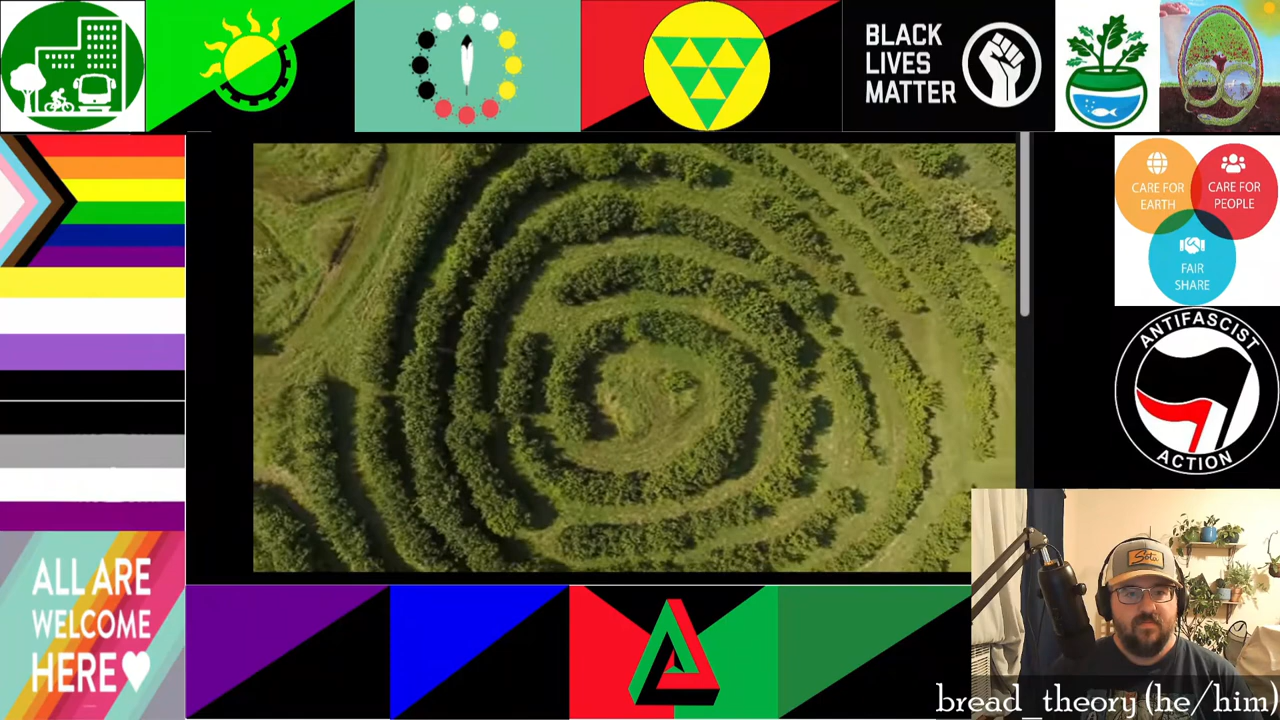 BLACK
LIVES
MATTER
CARE FOR
EARTH
CARE FOR
PEOPLE
FAIR
SHARE
ANTIFASCIST
ACTION
ALL ARE
WELCOME
HERE
Sota
bread_theory (he/him)